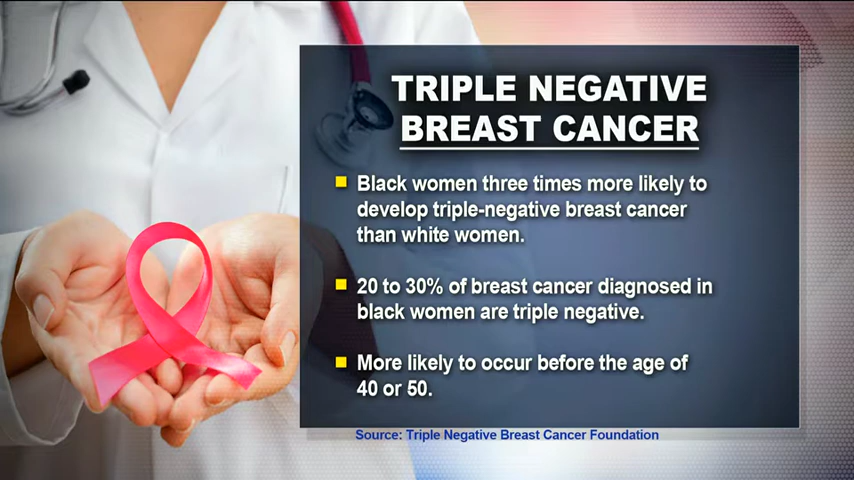 TRIPLE NEGATIVE
BREAST CANCER
Black women three times more likely to
develop triple-negative breast cancer
than white women.
20 to 30% of breast cancer diagnosed in
black women are triple negative.
More likely to occur before the age of
40 or 50.
Source: Triple Negative Breast Cancer Foundation